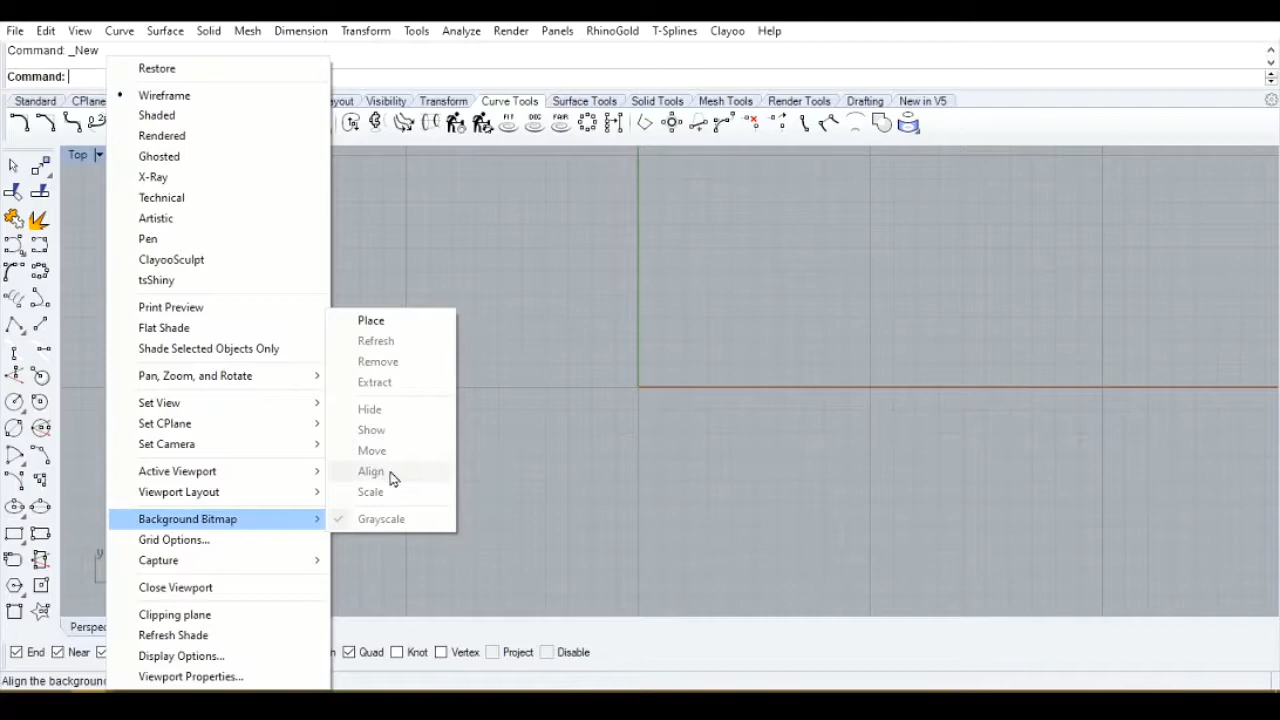 File Edit View Curve Surface Solid Mesh Dimension Transform Tools Analyze Render Panels RhinoGold T-Splines Clayoo Help
Command: _New
Command:
Standard CPlane yout Visibility Transform Curve Tools Surface Tools Solid Tools Mesh Tools Render Tools Drafting New in V5
FIT DEG FAIR
Top
Restore
Wireframe
Shaded
Rendered
Ghosted
X-Ray
Technical
Artistic
Pen
ClayooSculpt
tsShiny
Print Preview
Flat Shade
Shade Selected Objects Only
Pan, Zoom, and Rotate
Set View
Set CPlane
Set Camera
Active Viewport
Viewport Layout
Background Bitmap
Grid Options...
Capture
Close Viewport
Clipping plane
Refresh Shade
Display Options...
Viewport Properties...
Place
Refresh
Remove
Extract
Hide
Show
Move
Align
Scale
Grayscale
y
Perspec
End Near n Quad Knot Vertex Project Disable
Align the background